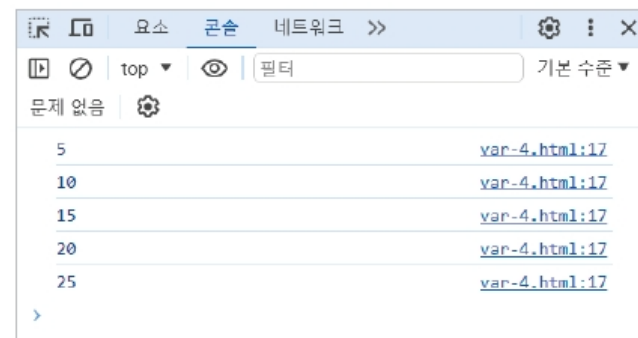 요소 콘솔 네트워크 >>
top ▼ 필터 기본 수준 ▼
문제 없음
5 var-4.html:17
10 var-4.html:17
15 var-4.html:17
20 var-4.html:17
25 var-4.html:17
>